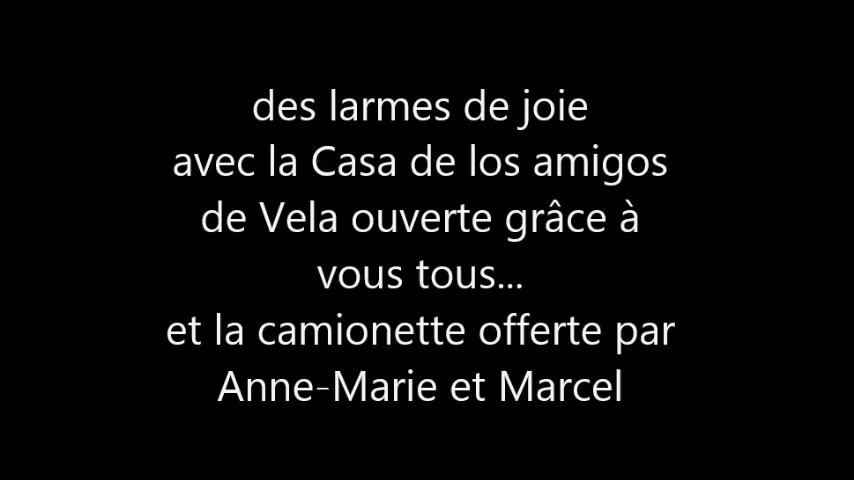 des larmes de joie
avec la Casa de los amigos
de Vela ouverte grâce à
vous tous...
et la camionette offerte par
Anne-Marie et Marcel